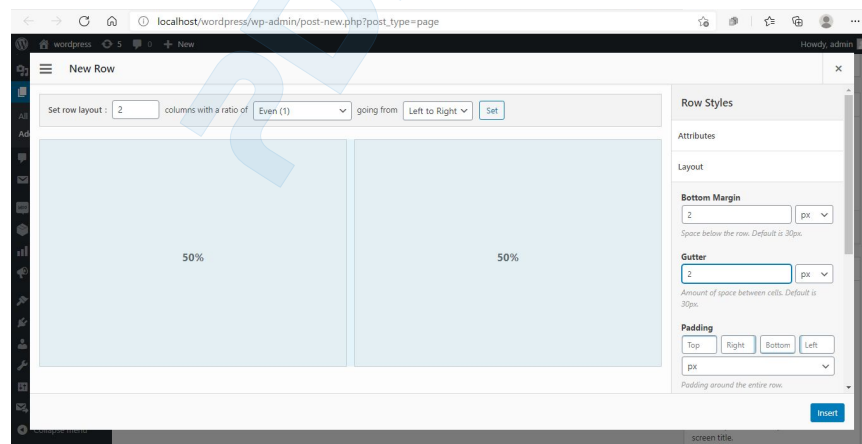 localhost/wordpress/wp-admin/post-new.php?post_type=page
wordpress 5 0 + New Howdy, admin
New Row
Set row layout : 2 columns with a ratio of Even (1) going from Left to Right Set
50%
50%
Row Styles
Attributes
Layout
Bottom Margin
2 px
Space below the row. Default is 30px.
Gutter
2 px
Amount of space between cells. Default is
30px.
Padding
Top Right Bottom Left
px
Padding around the entire row.
Insert
All
Ad
Collapse menu
screen title.